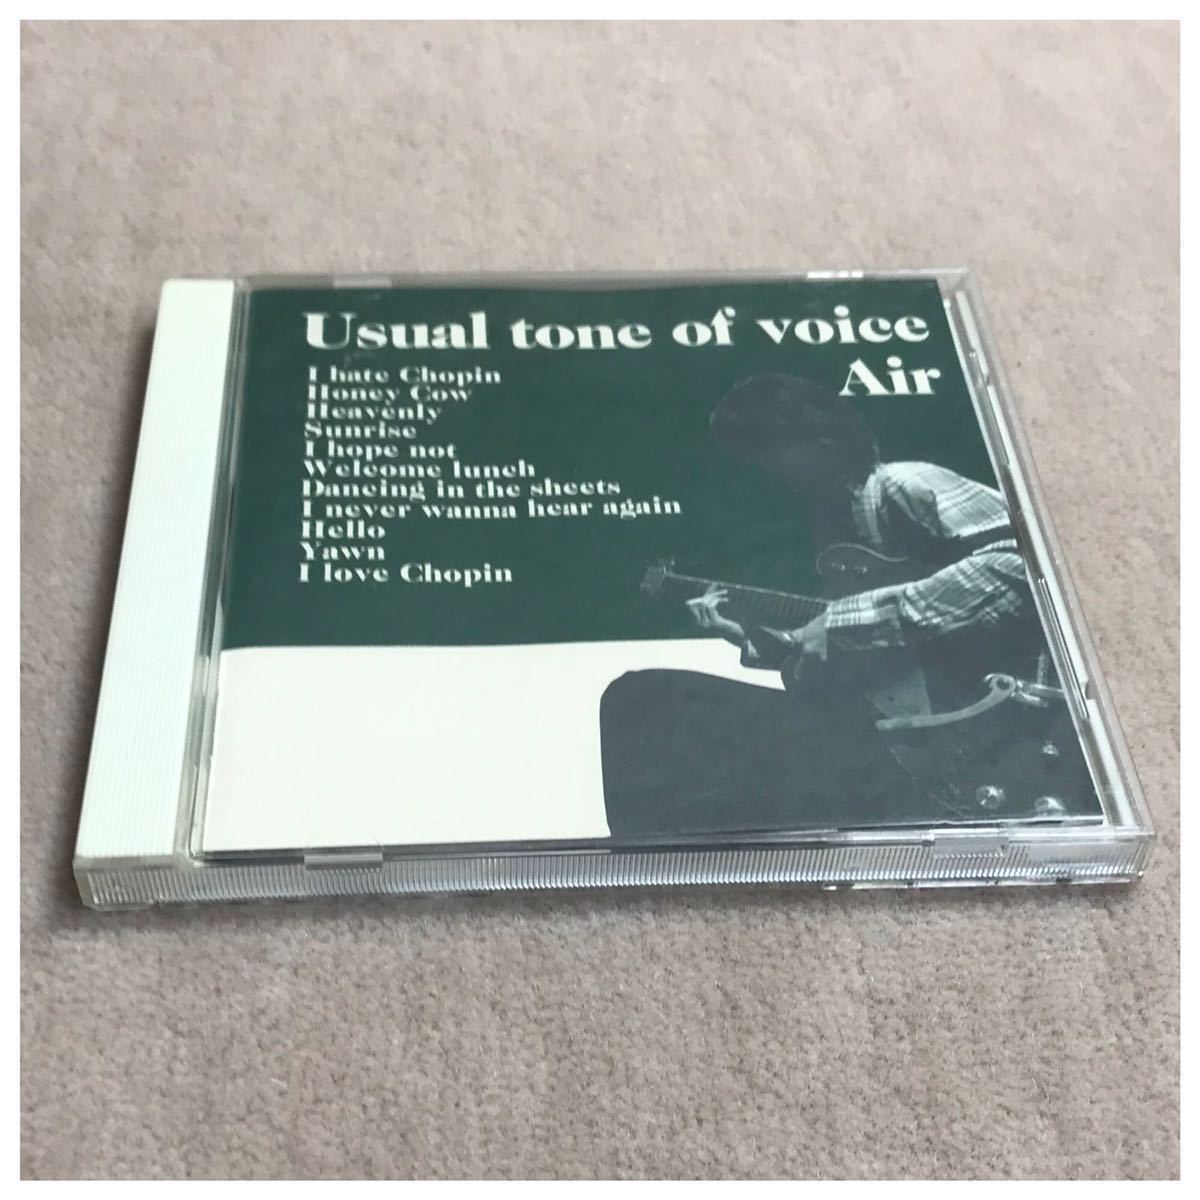 Usual tone of voice
Air
I hate Chopin
Honey Cow
Heavenly
Sunrise
I hope not
Welcome lunch
Dancing in the sheets
I never wanna hear again
Hello
Yawn
I love Chopin